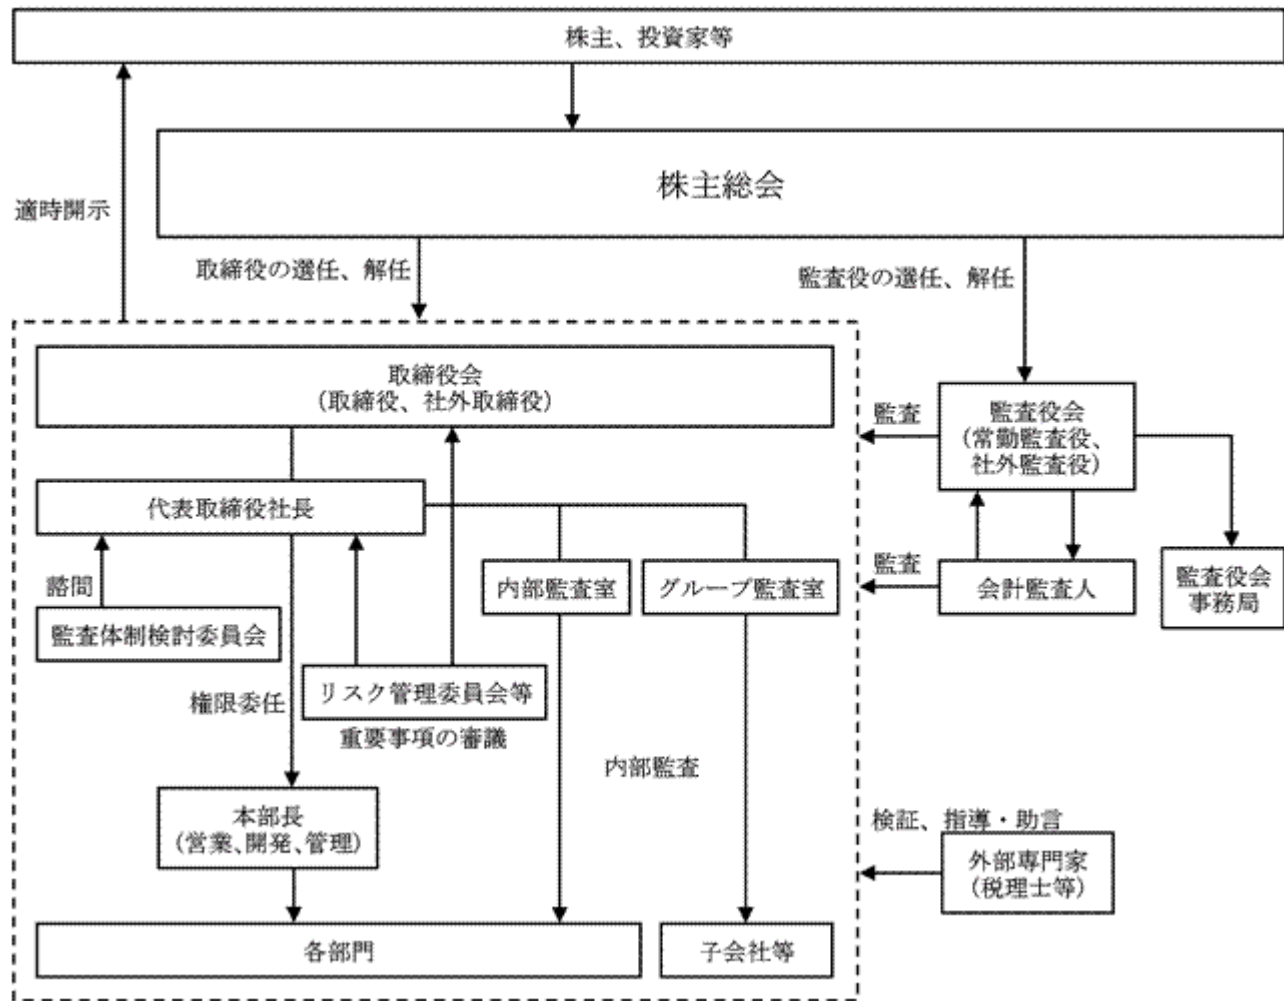 株主、投資家等
株主総会
適時開示
取締役の選任、解任
監査役の選任、解任
取締役会
(取締役、社外取締役)
監査役会
(常勤監査役、
社外監査役)
監査
代表取締役社長
諮問
監査体制検討委員会
内部監査室
グループ監査室
監査
会計監査人
監査役会
事務局
権限委任
リスク管理委員会等
重要事項の審議
内部監査
本部長
(営業、開発、管理)
検証、指導・助言
外部専門家
(税理士等)
各部門
子会社等